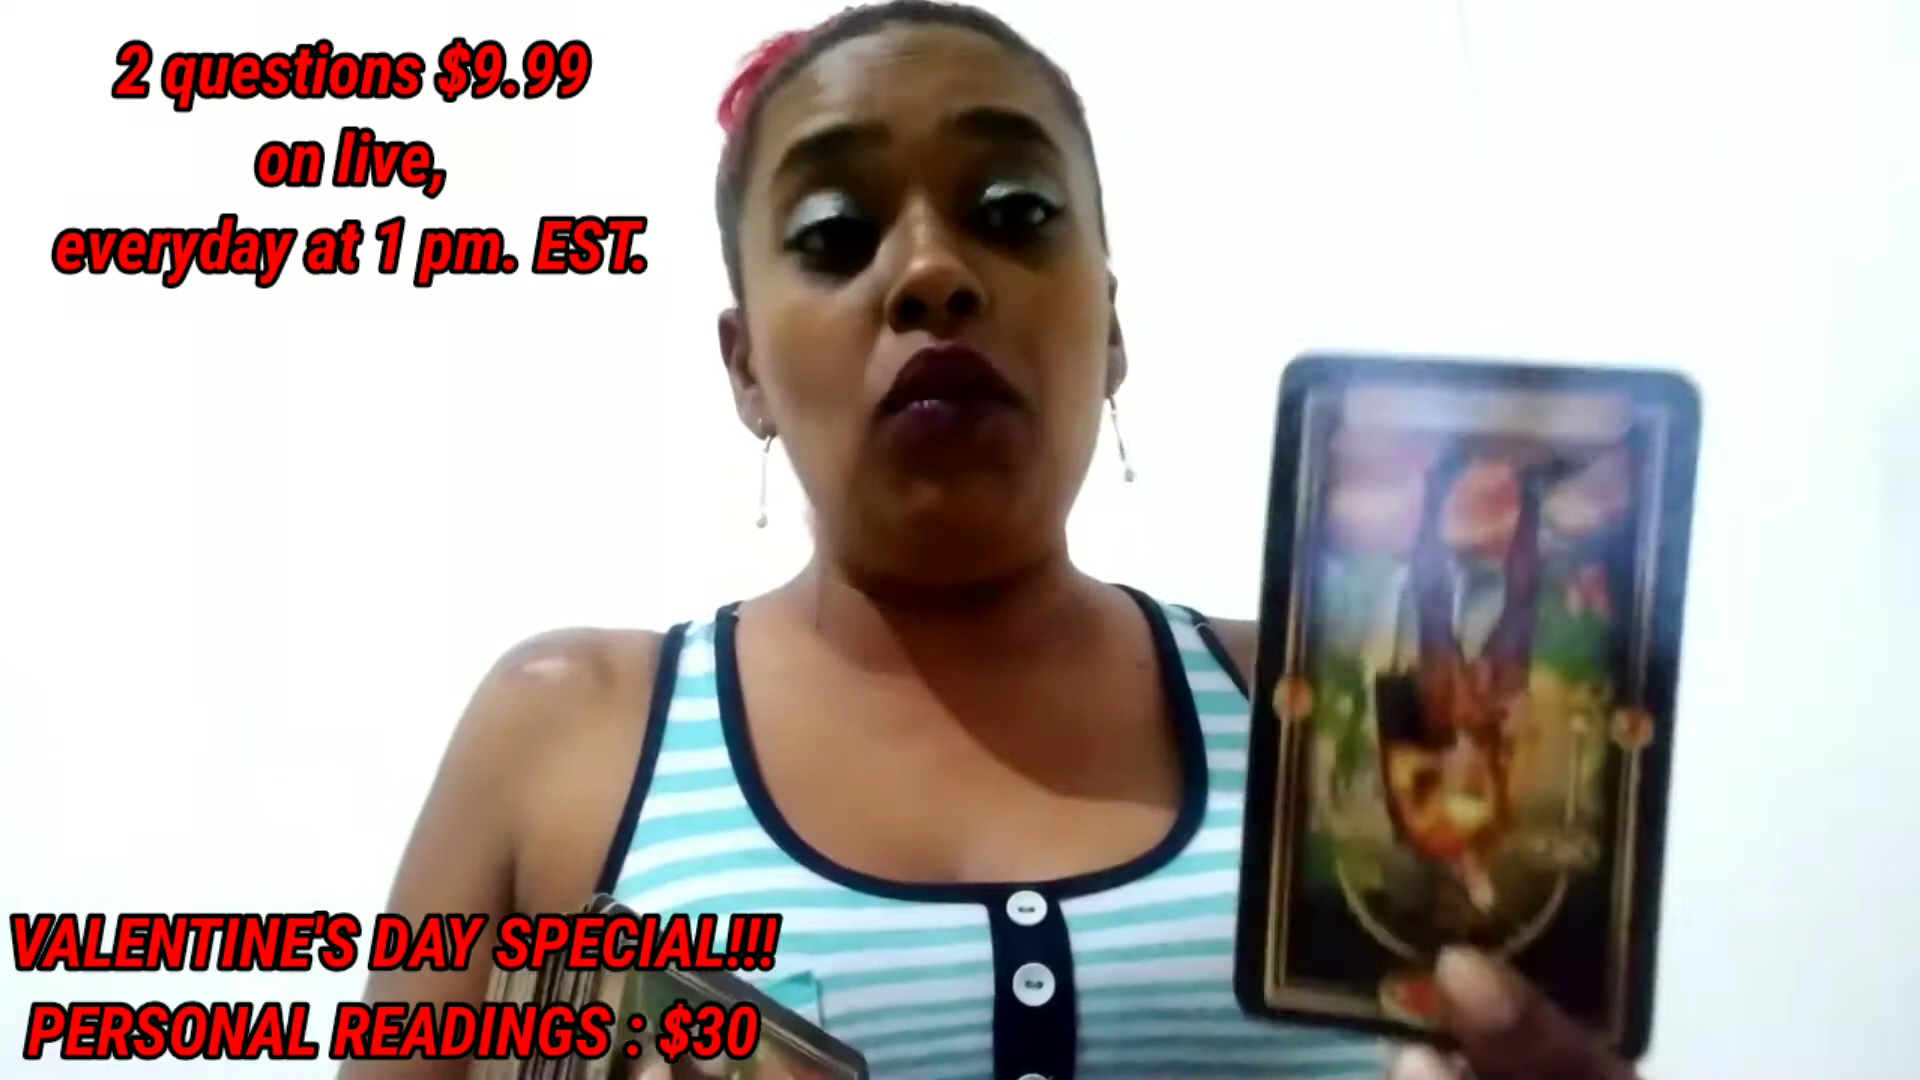 2 questions $9.99
on live,
everyday at 1 pm. EST.
VALENTINE'S DAY SPECIAL!!!
PERSONAL READINGS : $30